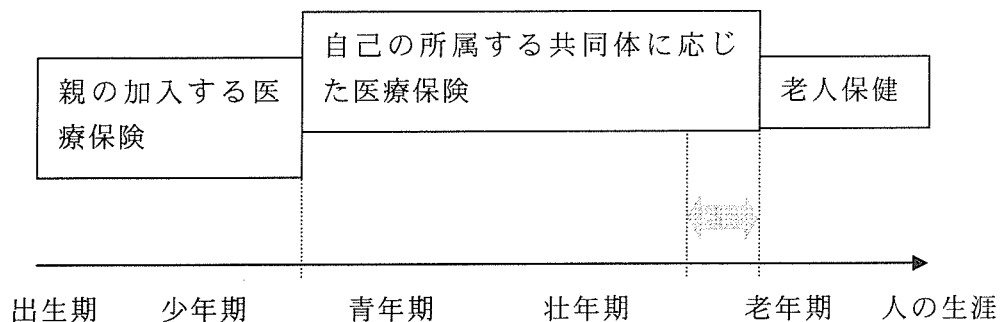 自己の所属する共同体に応じ
た医療保険
親の加入する医
療保険
老人保健
出生期 少年期 青年期 壮年期 老年期 人の生涯